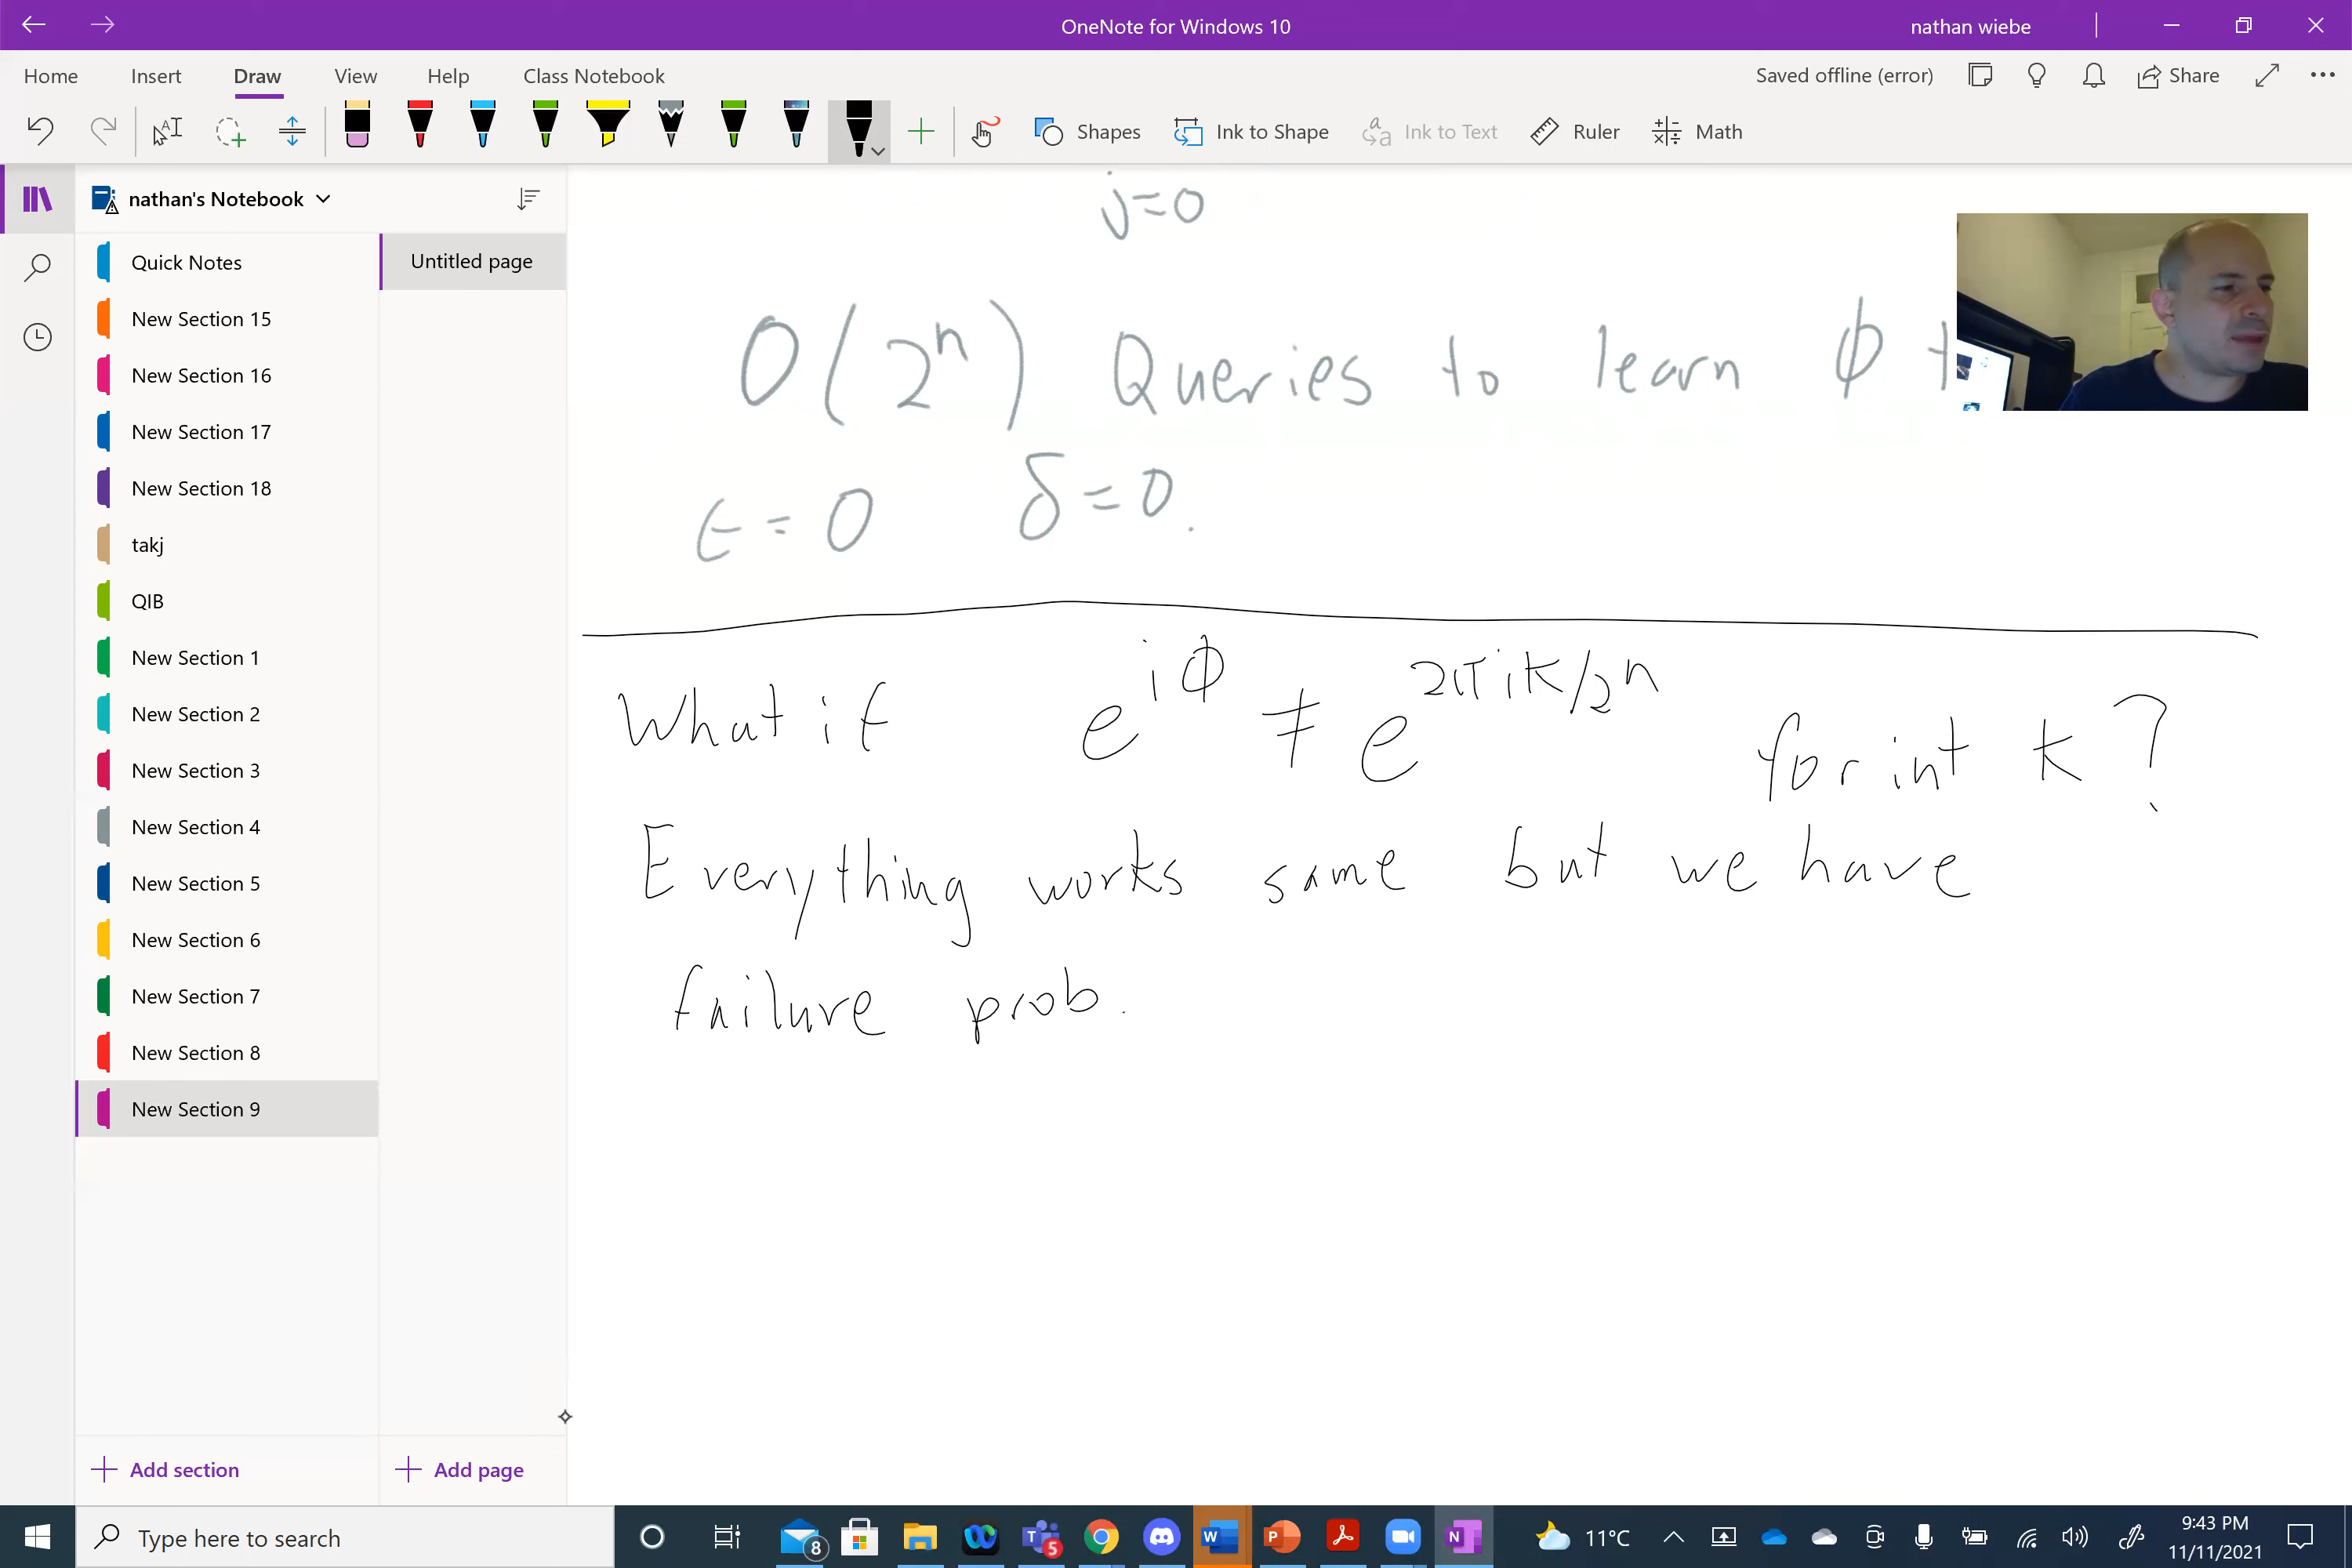 OneNote for Windows 10
nathan wiebe
Home Insert Draw View Help Class Notebook
Saved offline (error) Share
Shapes Ink to Shape Ink to Text Ruler Math
nathan's Notebook
Quick Notes
New Section 15
New Section 16
New Section 17
New Section 18
takj
QIB
New Section 1
New Section 2
New Section 3
New Section 4
New Section 5
New Section 6
New Section 7
New Section 8
New Section 9
Add section
Untitled page
Add page
j=0
O(2^n) Queries to learn ϕ t
ϵ = 0 δ = 0.
What if e^{iϕ} ≠ e^{2πik/2^n} for int k?
Everything works same but we have
failure prob.
Type here to search
8
5
11°C
9:43 PM
11/11/2021